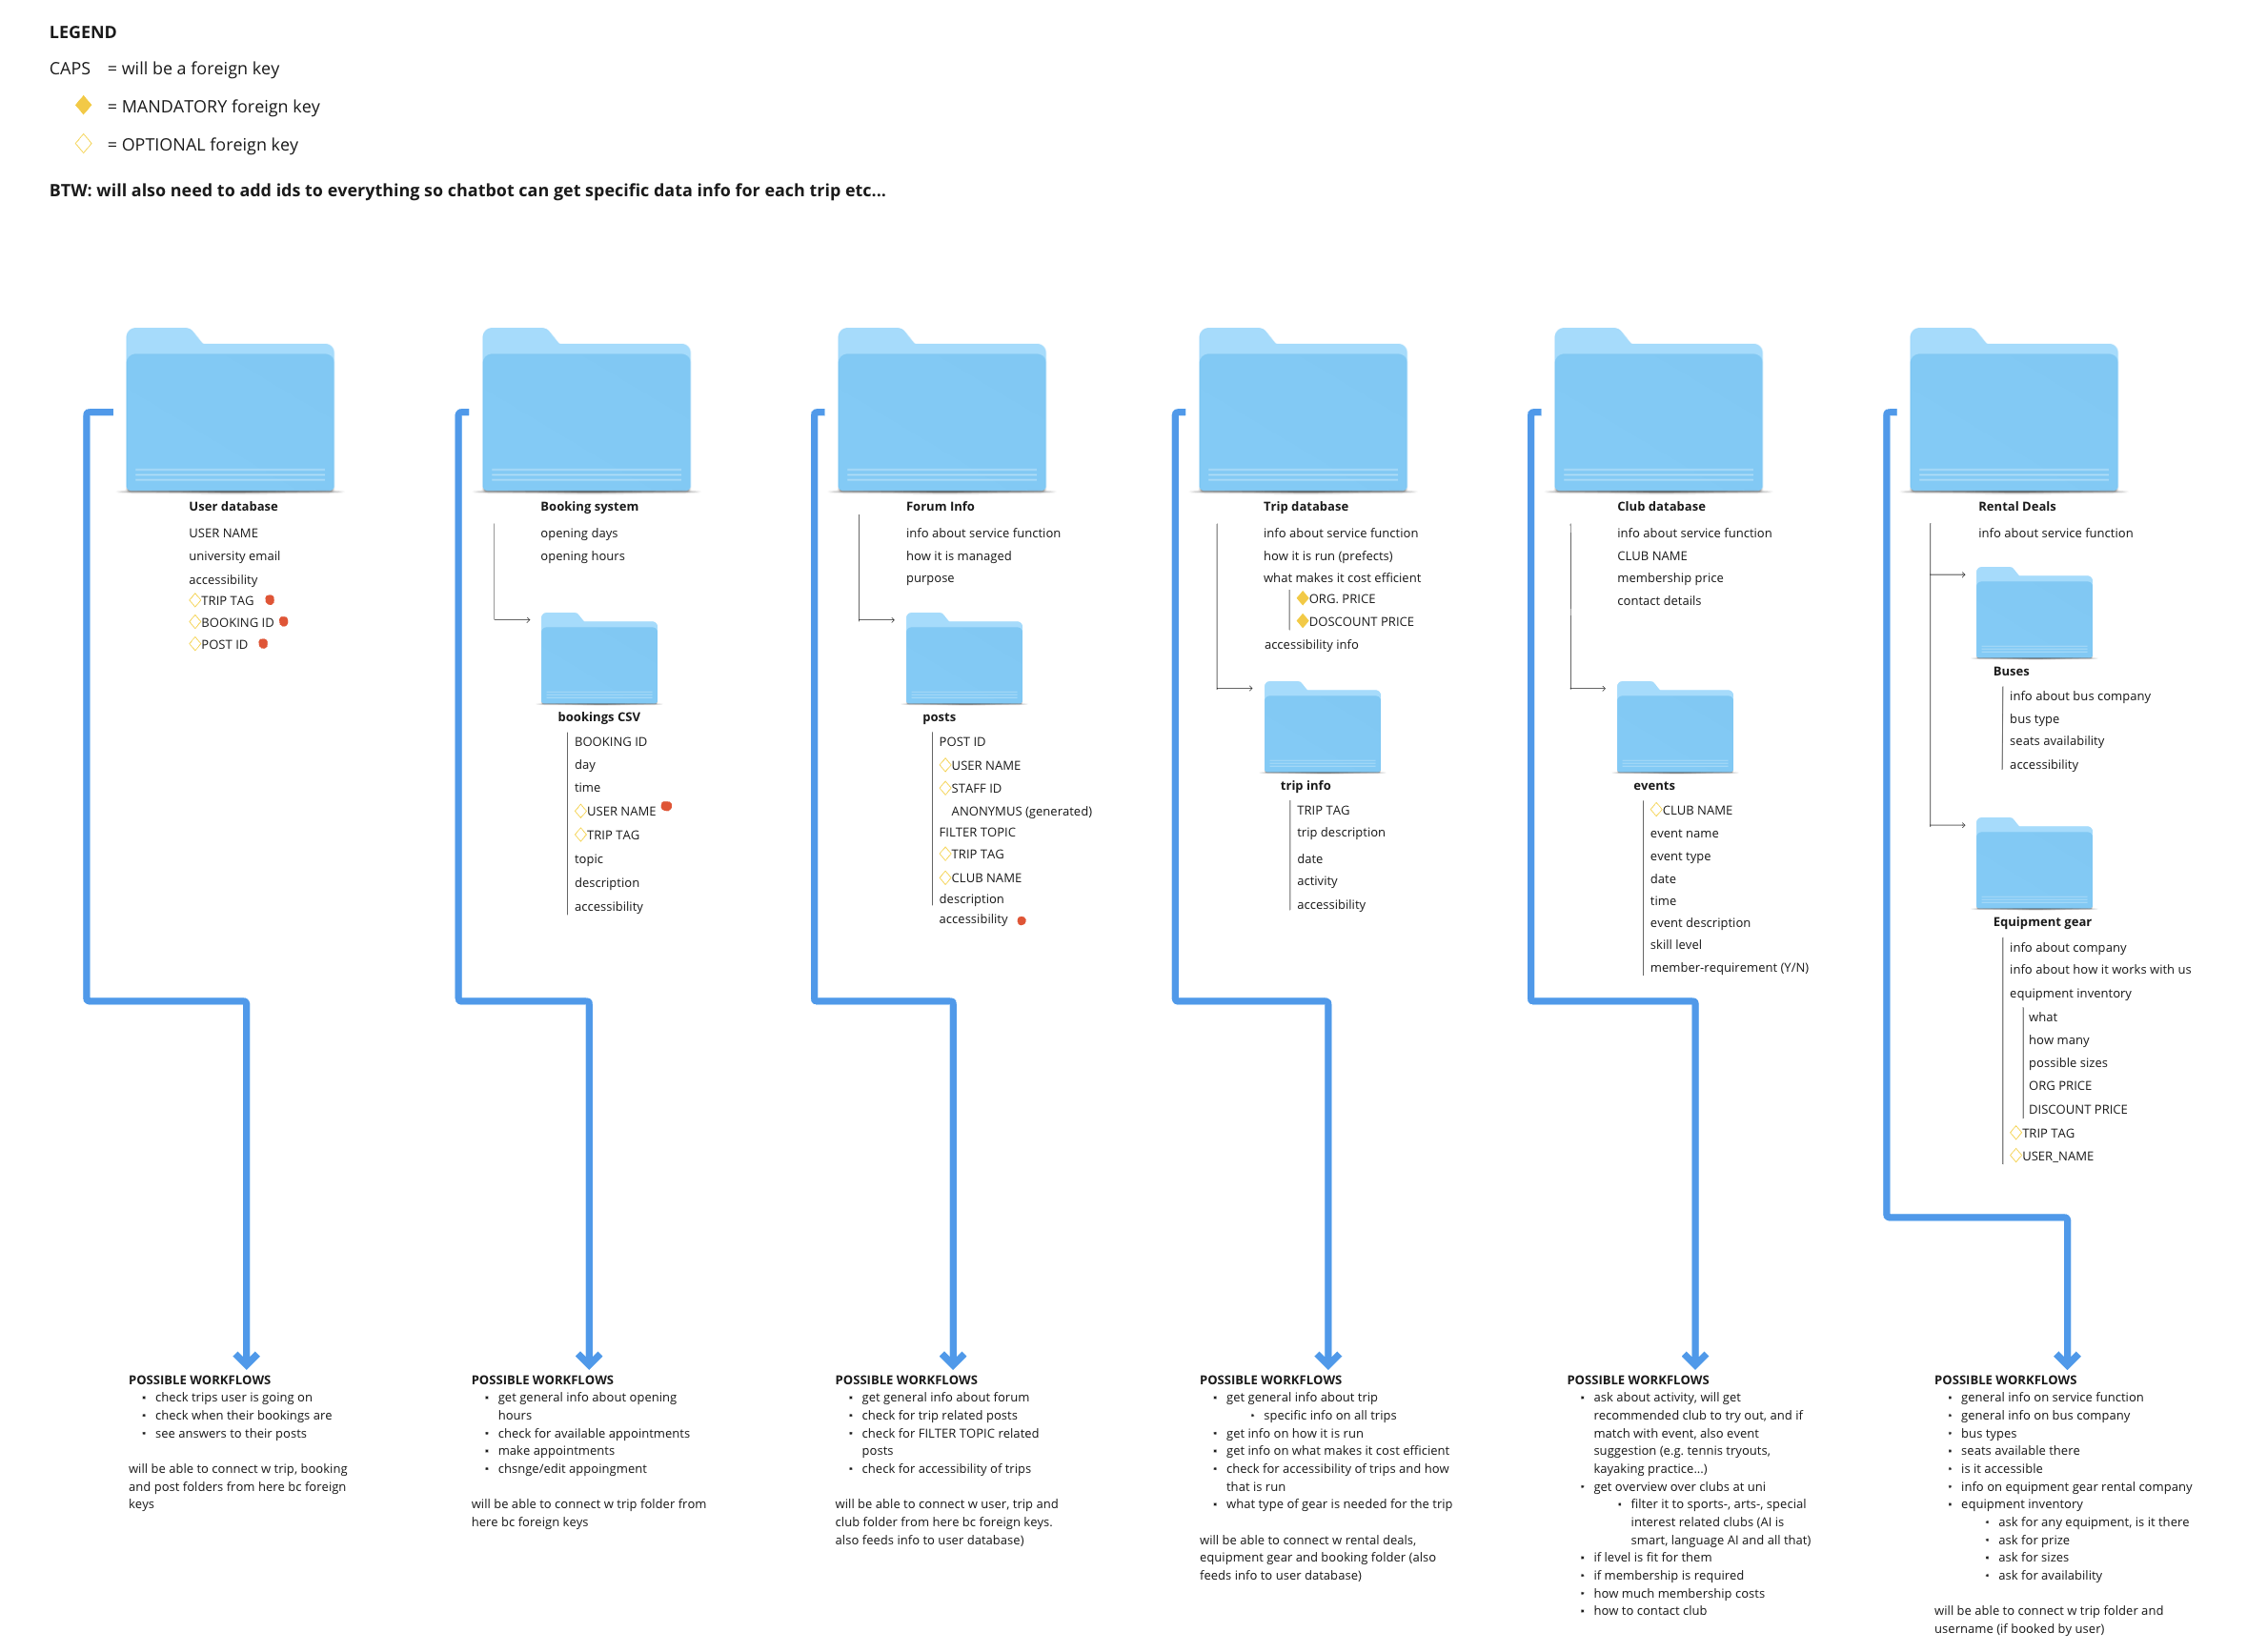 LEGEND
CAPS = will be a foreign key
= MANDATORY foreign key
= OPTIONAL foreign key
BTW: will also need to add ids to everything so chatbot can get specific data info for each trip etc...
User database
USER NAME
university email
accessibility
TRIP TAG
BOOKING ID
POST ID
Booking system
opening days
opening hours
bookings CSV
BOOKING ID
day
time
USER NAME
TRIP TAG
topic
description
accessibility
Forum Info
info about service function
how it is managed
purpose
posts
POST ID
USER NAME
STAFF ID
ANONYMUS (generated)
FILTER TOPIC
TRIP TAG
CLUB NAME
description
accessibility
Trip database
info about service function
how it is run (prefects)
what makes it cost efficient
ORG. PRICE
DOSCOUNT PRICE
accessibility info
trip info
TRIP TAG
trip description
date
activity
accessibility
Club database
info about service function
CLUB NAME
membership price
contact details
events
CLUB NAME
event name
event type
date
time
event description
skill level
member-requirement (Y/N)
Rental Deals
info about service function
Buses
info about bus company
bus type
seats availability
accessibility
Equipment gear
info about company
info about how it works with us
equipment inventory
what
how many
possible sizes
ORG PRICE
DISCOUNT PRICE
TRIP TAG
USER_NAME
POSSIBLE WORKFLOWS
• check trips user is going on
• check when their bookings are
• see answers to their posts
will be able to connect w trip, booking
and post folders from here bc foreign
keys
POSSIBLE WORKFLOWS
• get general info about opening
hours
• check for available appointments
• make appointments
• chsnge/edit appoingment
will be able to connect w trip folder from
here bc foreign keys
POSSIBLE WORKFLOWS
• get general info about forum
• check for trip related posts
• check for FILTER TOPIC related
posts
• check for accessibility of trips
will be able to connect w user, trip and
club folder from here bc foreign keys.
also feeds info to user database)
POSSIBLE WORKFLOWS
• get general info about trip
• specific info on all trips
• get info on how it is run
• get info on what makes it cost efficient
• check for accessibility of trips and how
that is run
• what type of gear is needed for the trip
will be able to connect w rental deals,
equipment gear and booking folder (also
feeds info to user database)
POSSIBLE WORKFLOWS
• ask about activity, will get
recommended club to try out, and if
match with event, also event
suggestion (e.g. tennis tryouts,
kayaking practice...)
• get overview over clubs at uni
• filter it to sports-, arts-, special
interest related clubs (AI is
smart, language AI and all that)
• if level is fit for them
• if membership is required
• how much membership costs
• how to contact club
POSSIBLE WORKFLOWS
• general info on service function
• general info on bus company
• bus types
• seats available there
• is it accessible
• info on equipment gear rental company
• equipment inventory
• ask for any equipment, is it there
• ask for prize
• ask for sizes
• ask for availability
will be able to connect w trip folder and
username (if booked by user)